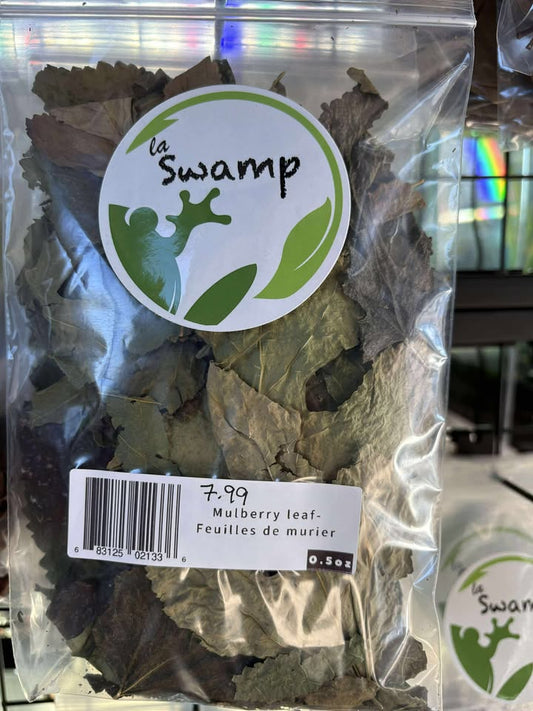 la
Swamp
7.99
Mulberry leaf-
Feuilles de murier
6 83125 02133 6
0.5oz
la
Swamp